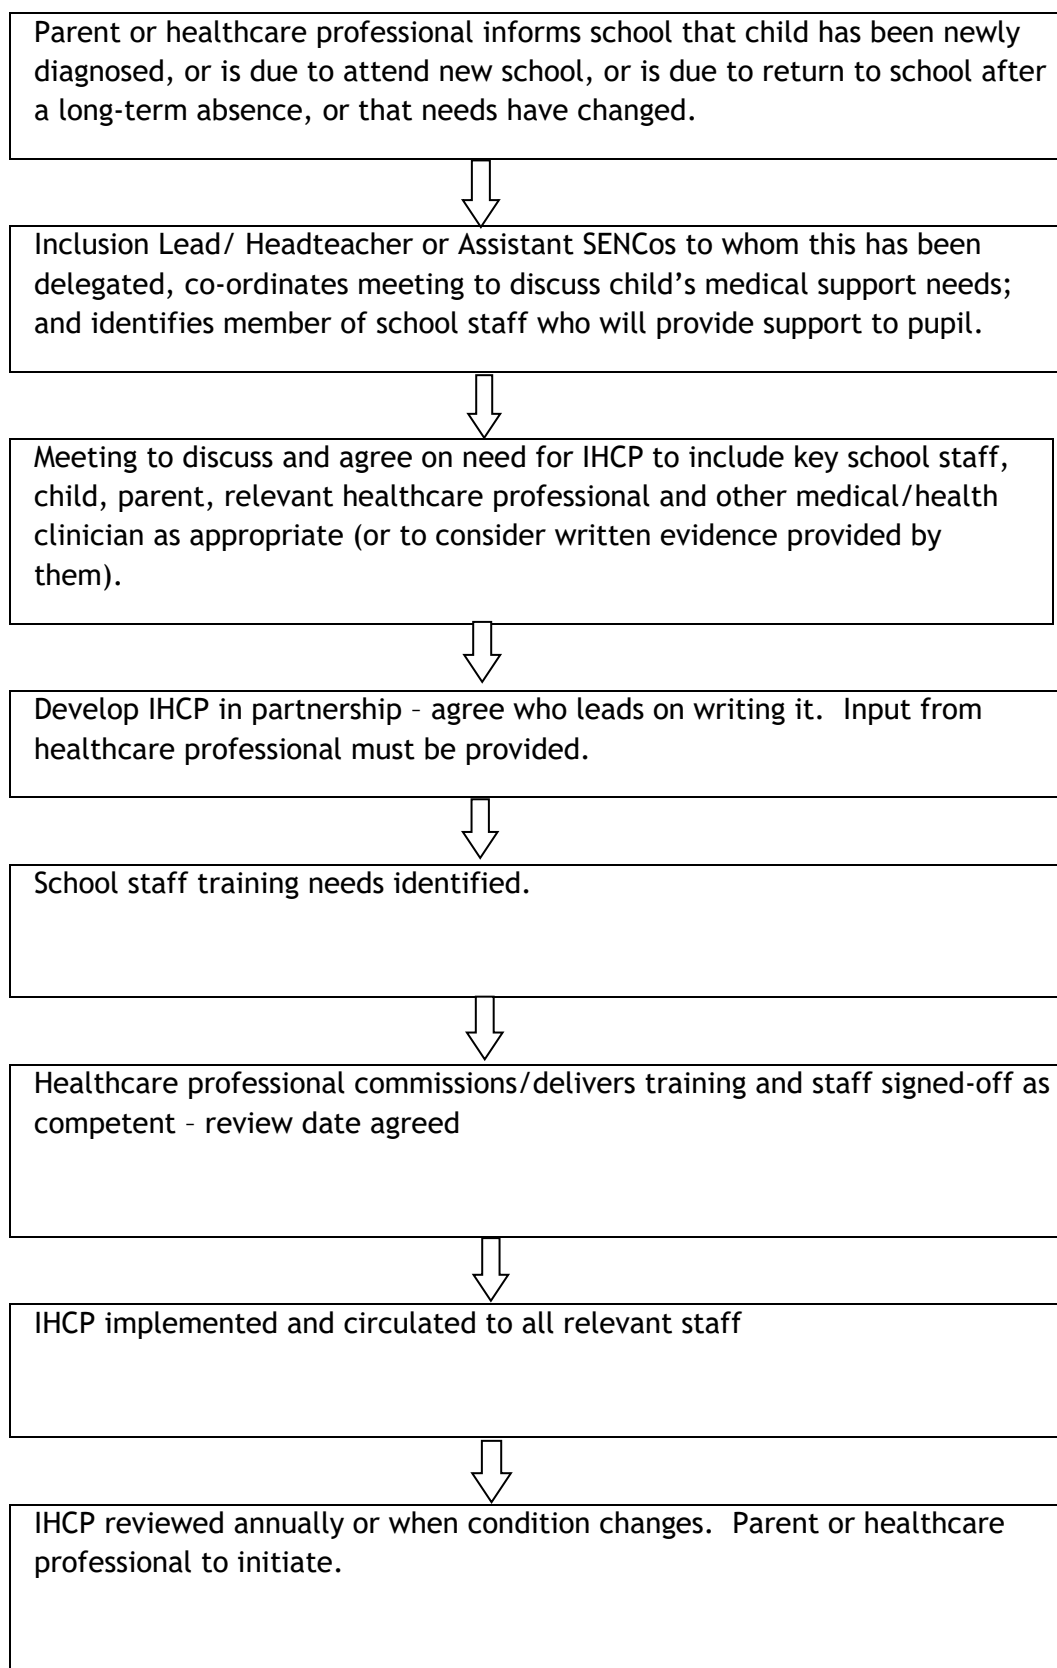 Parent or healthcare professional informs school that child has been newly
diagnosed, or is due to attend new school, or is due to return to school after
a long-term absence, or that needs have changed.
Inclusion Lead/ Headteacher or Assistant SENCos to whom this has been
delegated, co-ordinates meeting to discuss child’s medical support needs;
and identifies member of school staff who will provide support to pupil.
Meeting to discuss and agree on need for IHCP to include key school staff,
child, parent, relevant healthcare professional and other medical/health
clinician as appropriate (or to consider written evidence provided by
them).
Develop IHCP in partnership – agree who leads on writing it.  Input from
healthcare professional must be provided.
School staff training needs identified.
Healthcare professional commissions/delivers training and staff signed-off as
competent – review date agreed
IHCP implemented and circulated to all relevant staff
IHCP reviewed annually or when condition changes.  Parent or healthcare
professional to initiate.